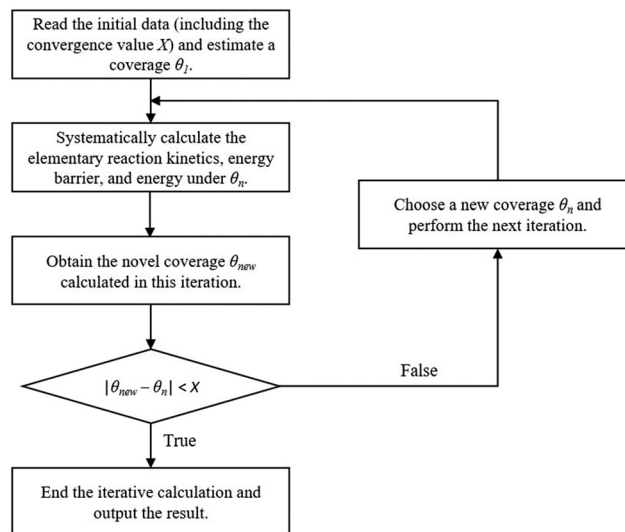 Read the initial data (including the
convergence value X) and estimate a
coverage θ₁.
Systematically calculate the
elementary reaction kinetics, energy
barrier, and energy under θₙ.
Choose a new coverage θₙ and
perform the next iteration.
Obtain the novel coverage θnew
calculated in this iteration.
|θnew − θn| < X
False
True
End the iterative calculation and
output the result.